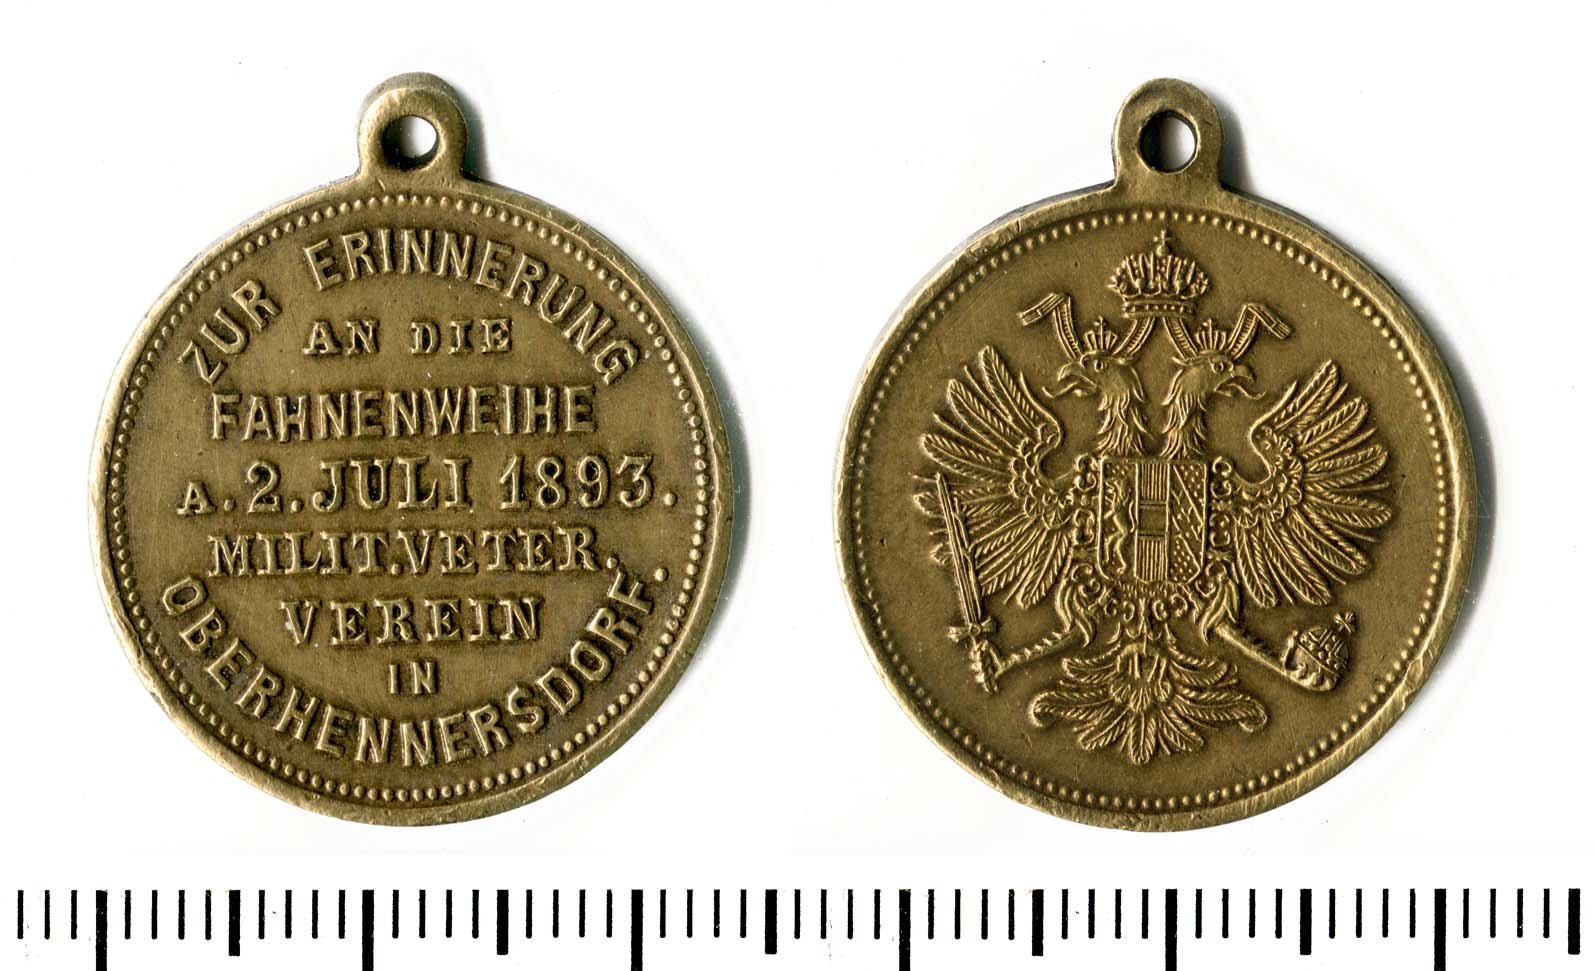 ZUR ERINNERUNG
AN DIE
FAHNENWEIHE
A. 2. JULI 1893.
MILIT. VETER.
VEREIN
IN
OBERHENNERSDORF.